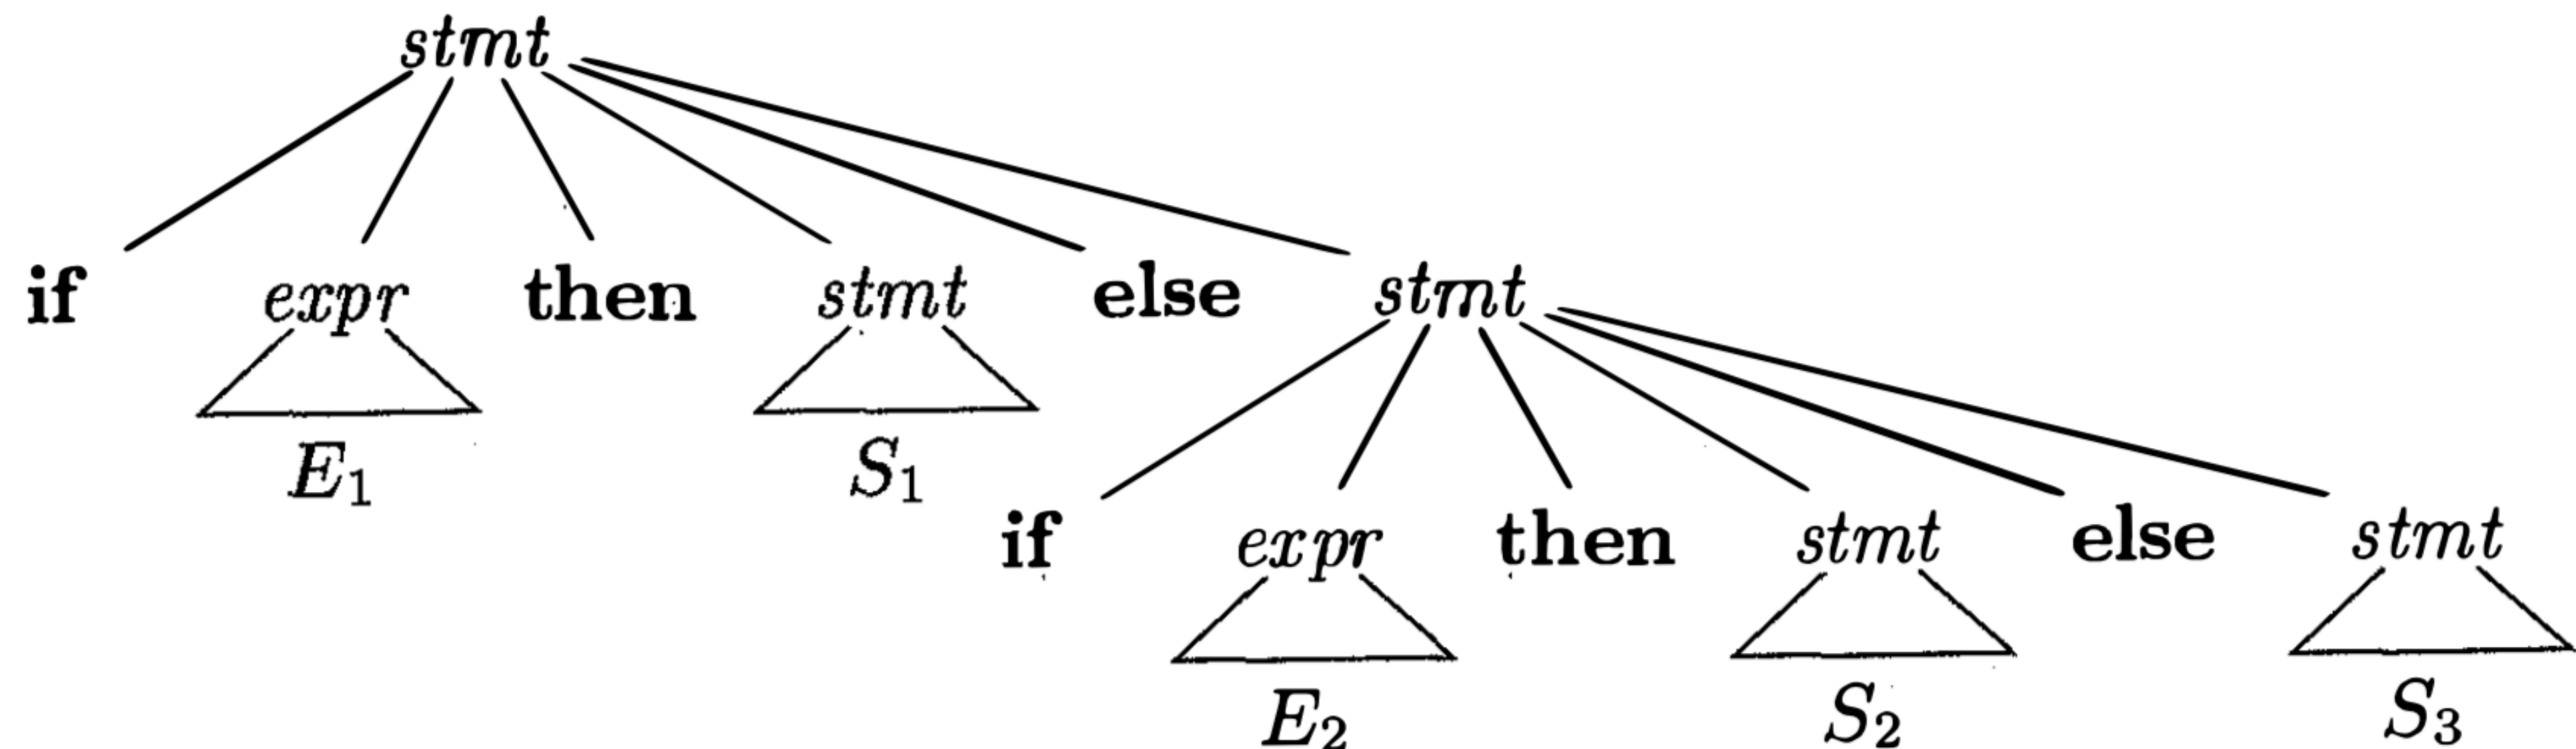 stmt
if expr then stmt else stmt
E1 S1
if expr then stmt else stmt
E2 S2 S3